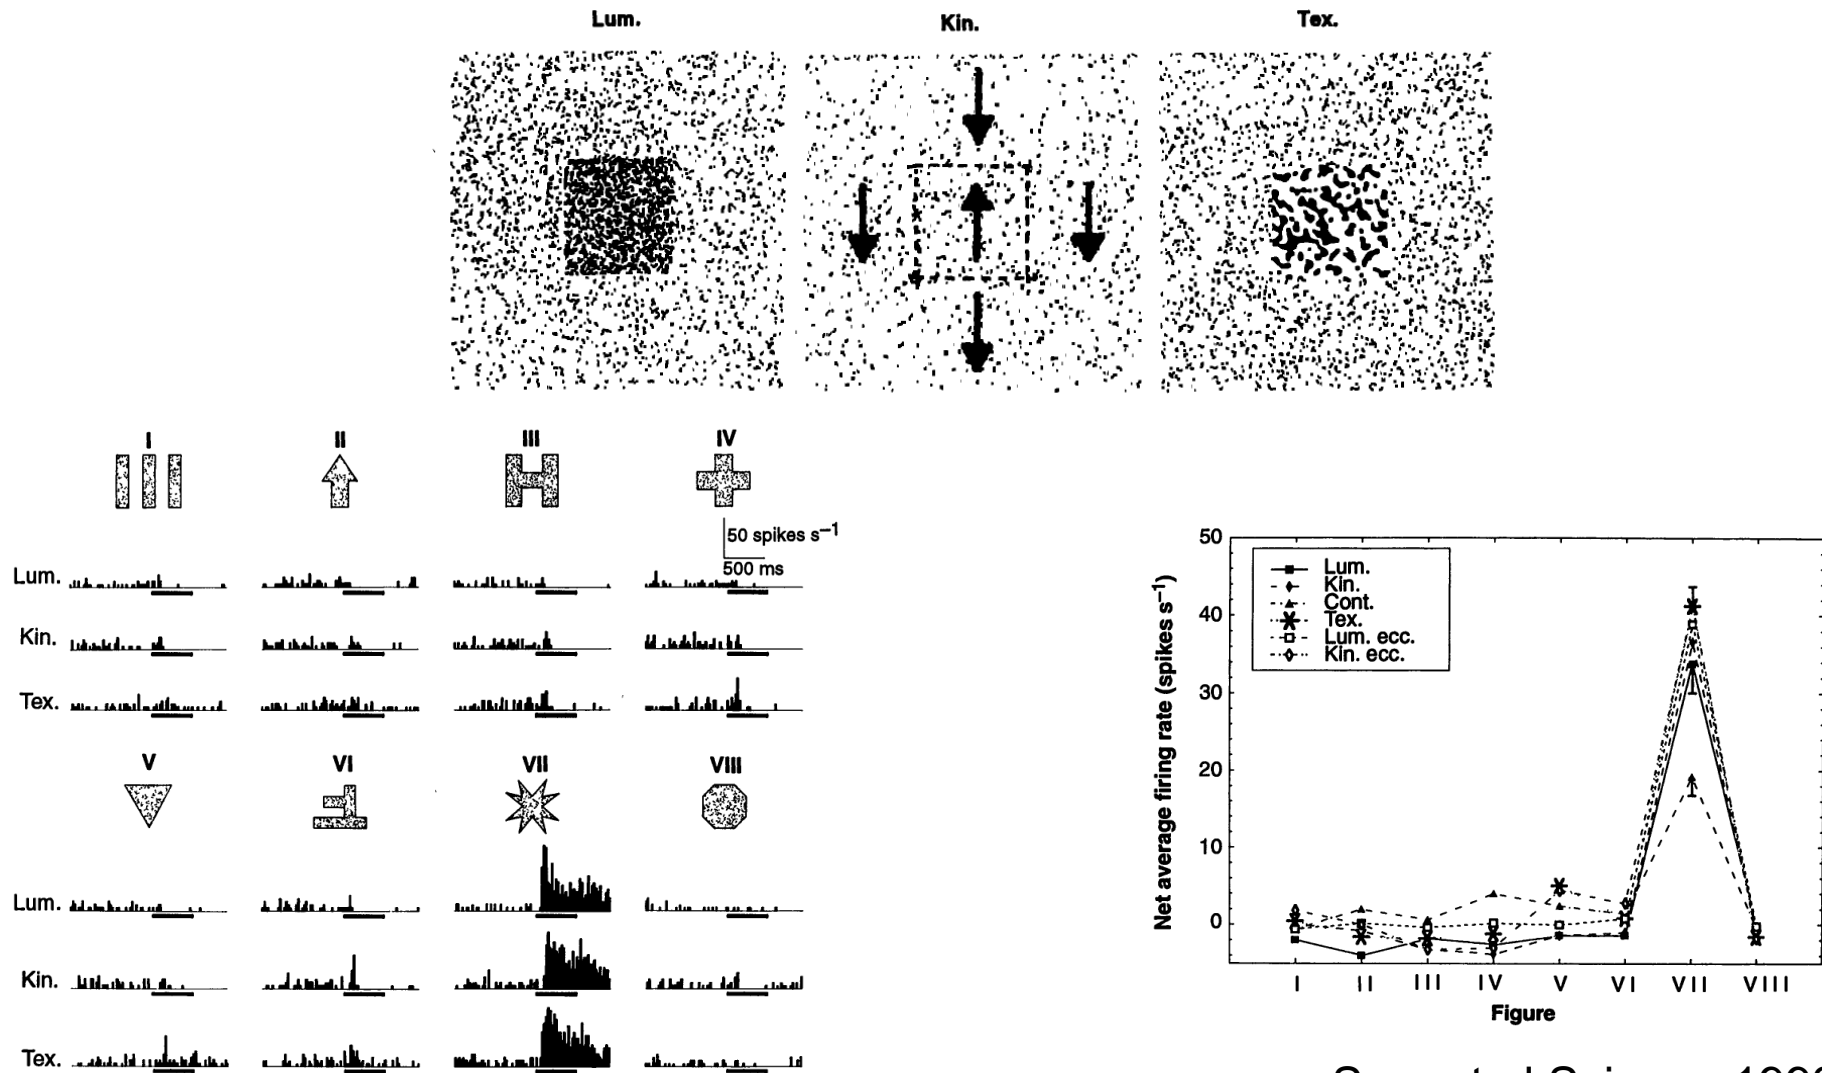 Lum. Kin. Tex.
I II III IV
50 spikes s⁻¹
500 ms
Lum.
Kin.
Tex.
V VI VII VIII
Lum.
Kin.
Tex.
50
40
30
20
10
0
Net average firing rate (spikes s⁻¹)
Lum.
Kin.
Cont.
Tex.
Lum. ecc.
Kin. ecc.
I II III IV V VI VII VIII
Figure